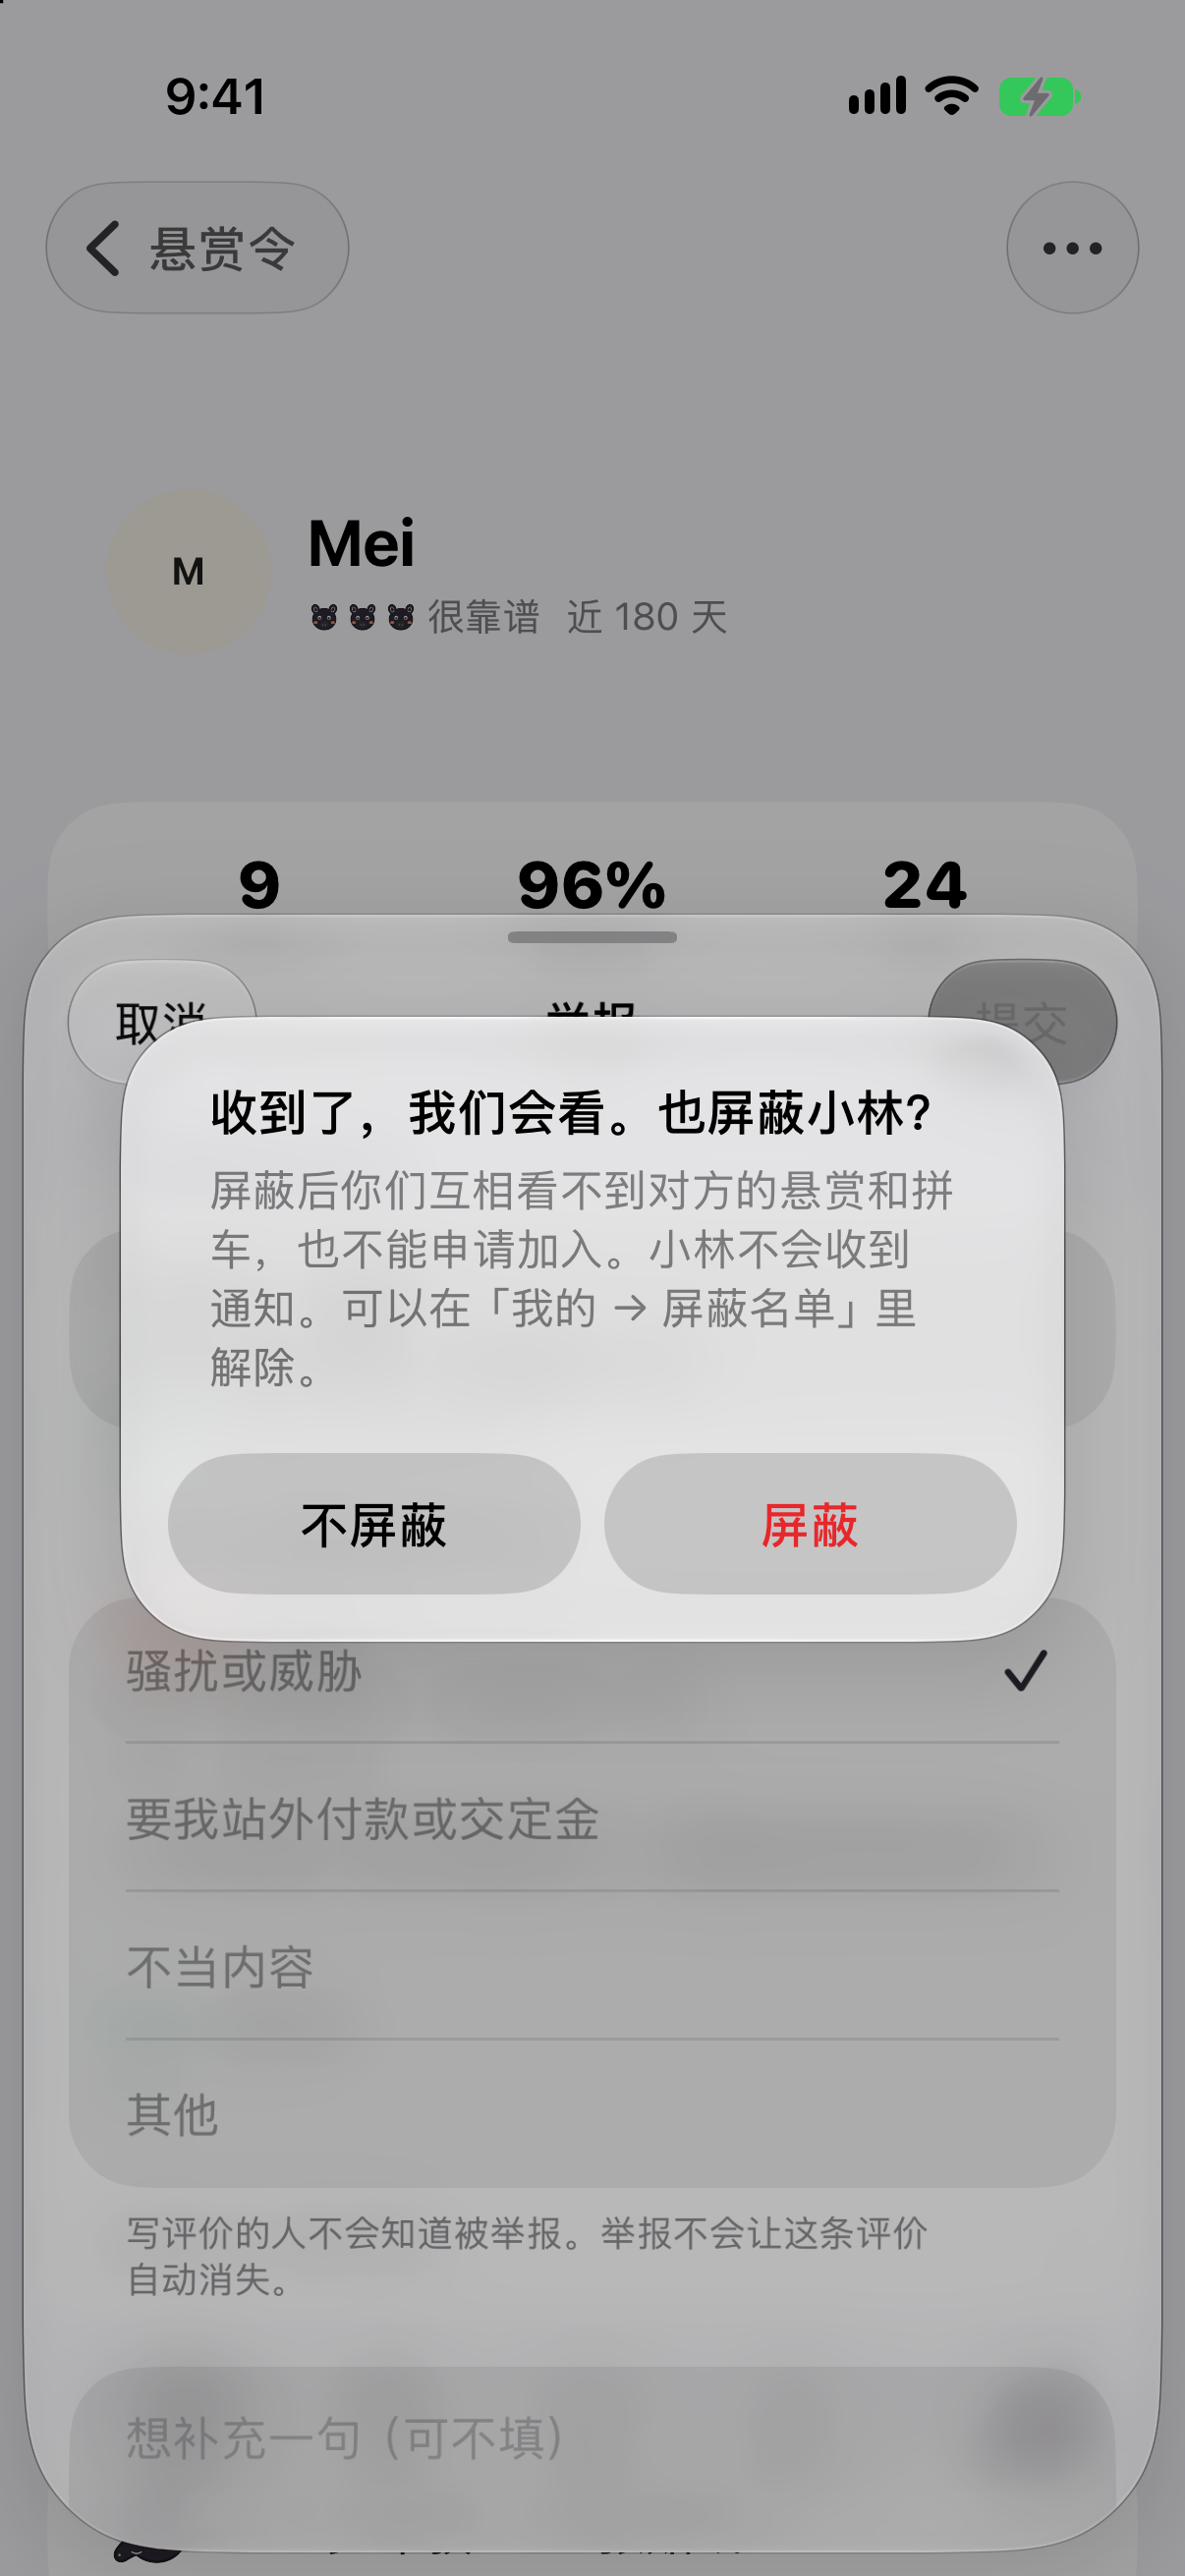 9:41
悬赏令
M
Mei
很靠谱 近 180 天
9 96% 24
取消 举报 提交
收到了，我们会看。也屏蔽小林?
屏蔽后你们互相看不到对方的悬赏和拼
车，也不能申请加入。小林不会收到
通知。可以在「我的 → 屏蔽名单」里
解除。
不屏蔽 屏蔽
骚扰或威胁
要我站外付款或交定金
不当内容
其他
写评价的人不会知道被举报。举报不会让这条评价
自动消失。
想补充一句（可不填）